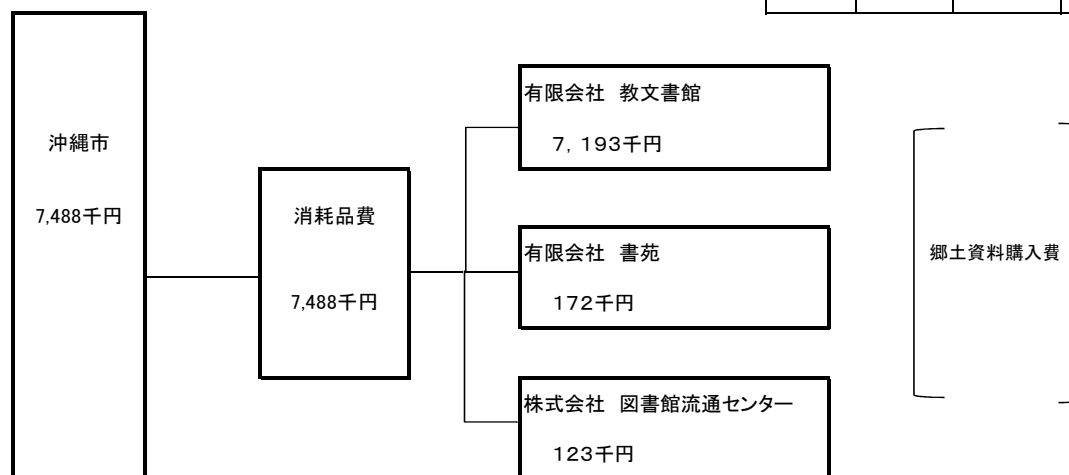 沖縄市
7,488千円
消耗品費
7,488千円
有限会社　教文書館
７，１９３千円
有限会社　書苑
１７２千円
株式会社　図書館流通センター
１２３千円
郷土資料購入費